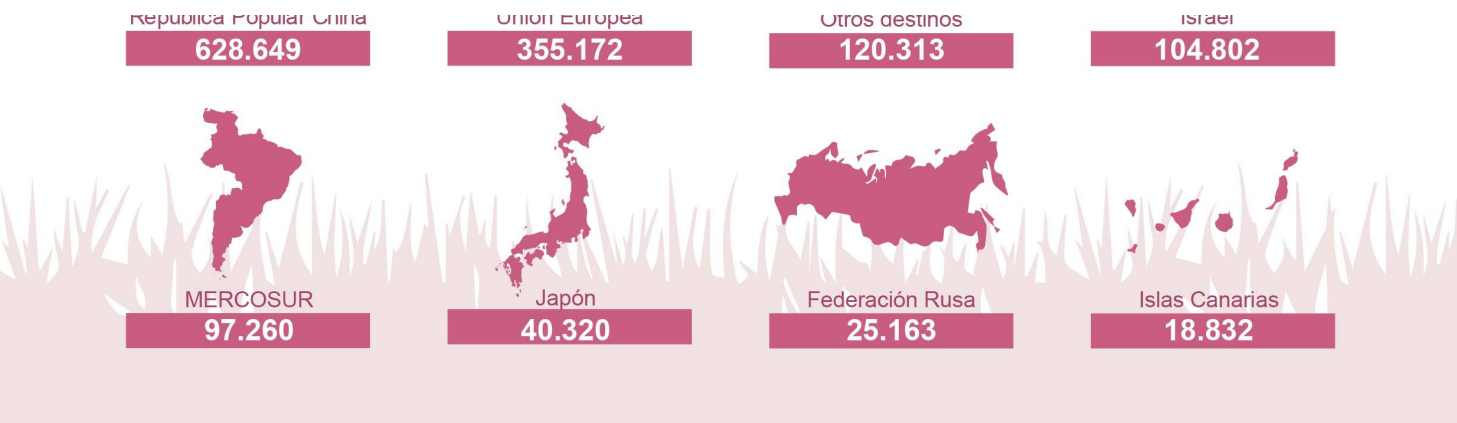 República Popular China
Unión Europea
Otros destinos
Israel
628.649
355.172
120.313
104.802
MERCOSUR
Japón
Federación Rusa
Islas Canarias
97.260
40.320
25.163
18.832